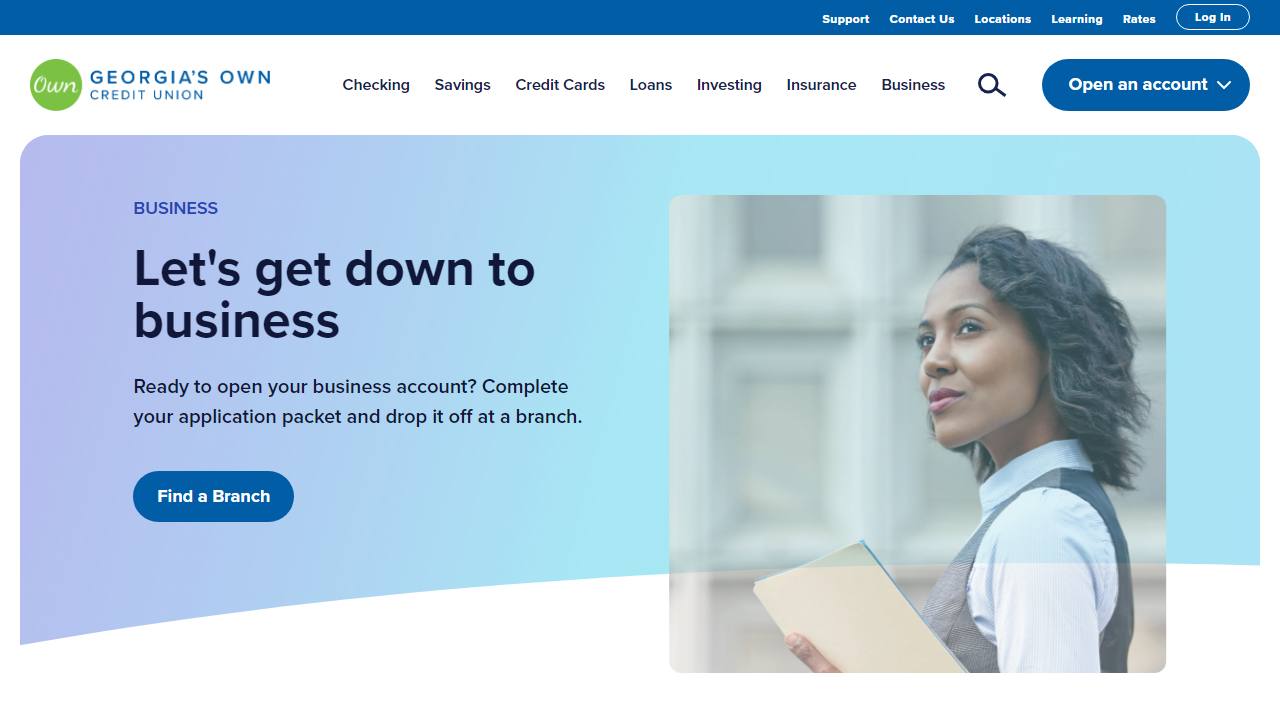 Support Contact Us Locations Learning Rates Log In
Own GEORGIA'S OWN
CREDIT UNION
Checking Savings Credit Cards Loans Investing Insurance Business
Open an account
BUSINESS
Let's get down to
business
Ready to open your business account? Complete
your application packet and drop it off at a branch.
Find a Branch